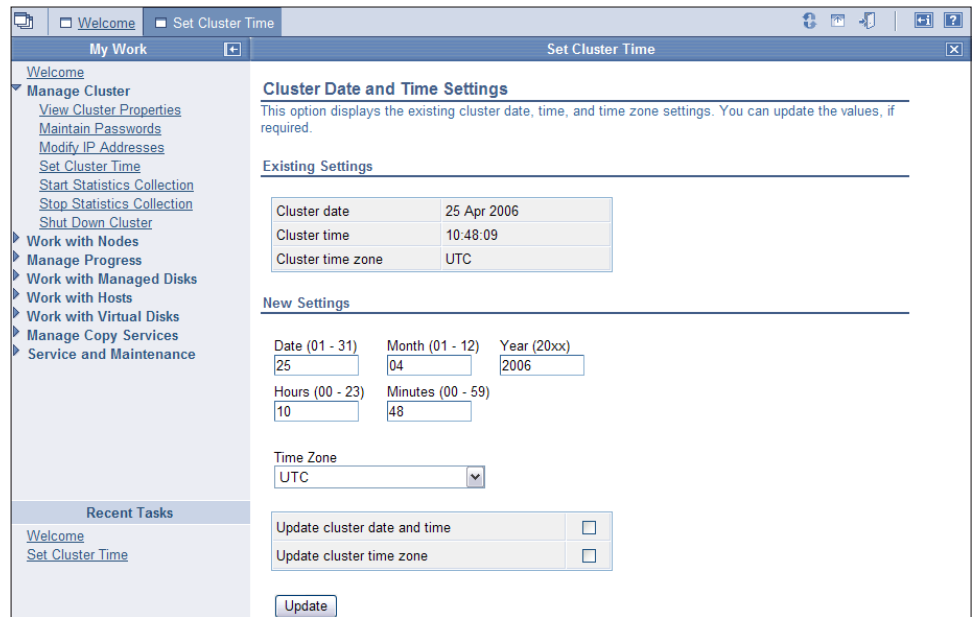 Welcome
Set Cluster Time
My Work
Set Cluster Time
Welcome
Manage Cluster
View Cluster Properties
Maintain Passwords
Modify IP Addresses
Set Cluster Time
Start Statistics Collection
Stop Statistics Collection
Shut Down Cluster
Work with Nodes
Manage Progress
Work with Managed Disks
Work with Hosts
Work with Virtual Disks
Manage Copy Services
Service and Maintenance
Recent Tasks
Welcome
Set Cluster Time
Cluster Date and Time Settings
This option displays the existing cluster date, time, and time zone settings. You can update the values, if
required.
Existing Settings
Cluster date 25 Apr 2006
Cluster time 10:48:09
Cluster time zone UTC
New Settings
Date (01 - 31) Month (01 - 12) Year (20xx)
25 04 2006
Hours (00 - 23) Minutes (00 - 59)
10 48
Time Zone
UTC
Update cluster date and time
Update cluster time zone
Update